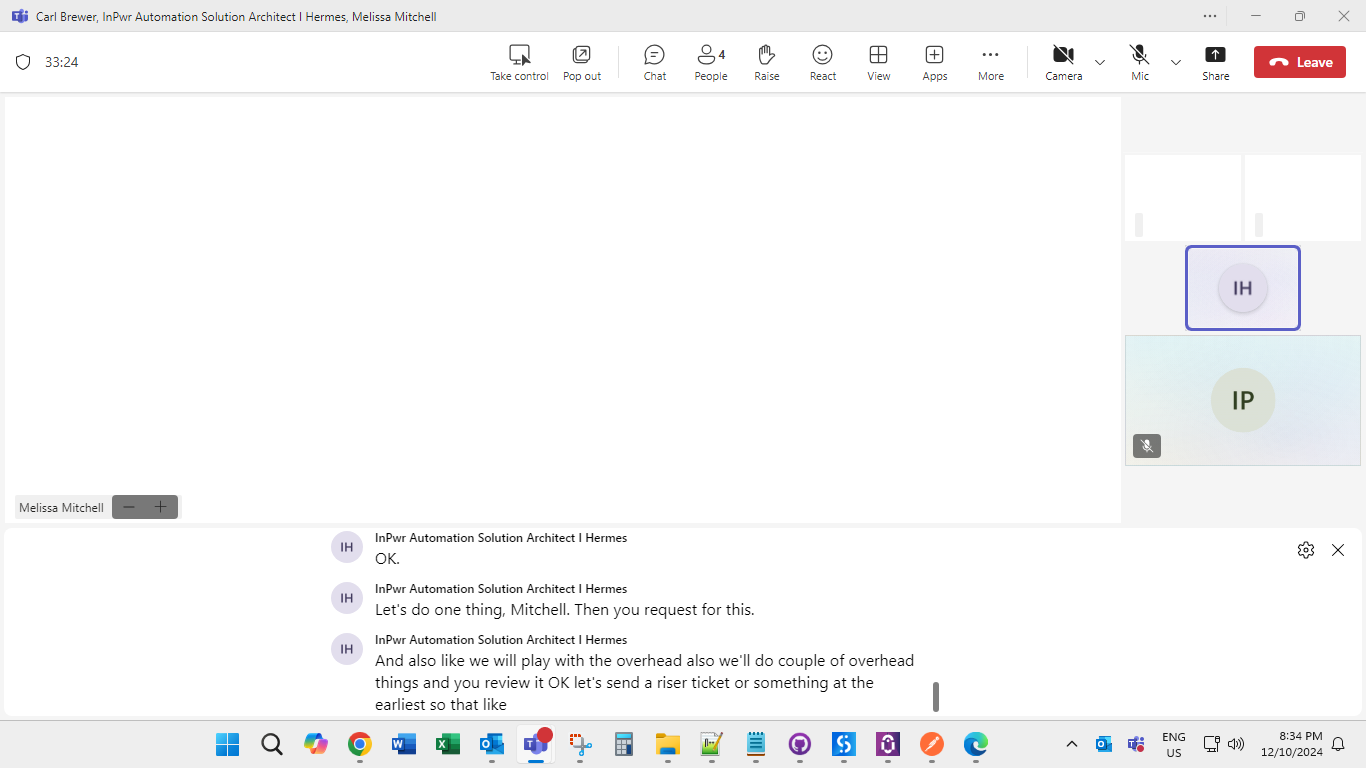 Carl Brewer, InPwr Automation Solution Architect I Hermes, Melissa Mitchell
33:24
Take control
Pop out
Chat
4
People
Raise
React
View
Apps
More
Camera
Mic
Share
Leave
IH
IP
Melissa Mitchell
InPwr Automation Solution Architect I Hermes
IH
OK.
InPwr Automation Solution Architect I Hermes
IH
Let's do one thing, Mitchell. Then you request for this.
InPwr Automation Solution Architect I Hermes
IH
And also like we will play with the overhead also we'll do couple of overhead
things and you review it OK let's send a riser ticket or something at the
earliest so that like
ENG
US
8:34 PM
12/10/2024